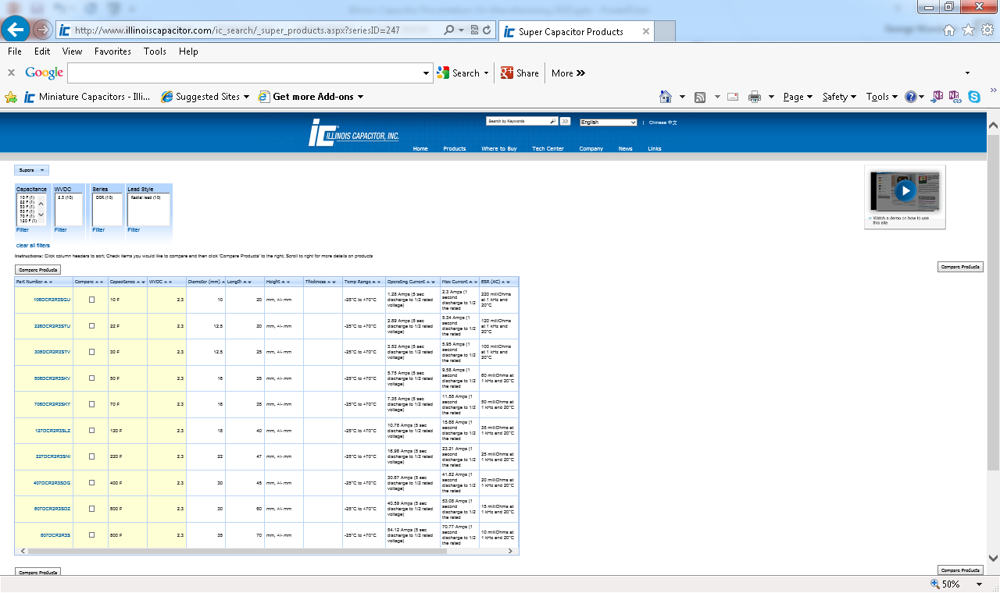 http://www.illinoiscapacitor.com/ic_search/_super_products.aspx?seriesID=247
Super Capacitor Products
File Edit View Favorites Tools Help
Google Search Share More
Miniature Capacitors - Illi... Suggested Sites Get more Add-ons Page Safety Tools
Search by Keywords English | Chinese 中文
IC ILLINOIS CAPACITOR, INC.
Home Products Where to Buy Tech Center Company News Links
Supers
Capacitance WVDC Series Lead Style
10 F (1) 2.3 (10) DCR (10) Radial lead (10)
22 F (1)
30 F (1)
50 F (1)
70 F (1)
120 F (1)
Filter Filter Filter Filter
clear all filters
Watch a demo on how to use
this site
Instructions: Click column headers to sort; Check items you would like to compare and then click 'Compare Products' to the right; Scroll to right for more details on products
Compare Products Compare Products
Part Number Compare Capacitance WVDC Diameter (mm) Length Height Thickness Temp Range Operating Current Max Current ESR (AC)
106DCR2R3SGU 10 F 2.3 10 20 mm, +/- mm -25°C to +70°C 1.28 Amps (5 sec discharge to 1/2 rated voltage) 2.3 Amps (1 second discharge to 1/2 the rated 220 milliOhms at 1 kHz and 20°C
226DCR2R3STU 22 F 2.3 12.5 20 mm, +/- mm -25°C to +70°C 2.89 Amps (5 sec discharge to 1/2 rated voltage) 5.34 Amps (1 second discharge to 1/2 the rated 120 milliOhms at 1 kHz and 20°C
306DCR2R3STV 30 F 2.3 12.5 25 mm, +/- mm -25°C to +70°C 3.52 Amps (5 sec discharge to 1/2 rated voltage) 5.95 Amps (1 second discharge to 1/2 the rated 100 milliOhms at 1 kHz and 20°C
506DCR2R3SKV 50 F 2.3 16 25 mm, +/- mm -25°C to +70°C 5.75 Amps (5 sec discharge to 1/2 rated voltage) 9.58 Amps (1 second discharge to 1/2 the rated 60 milliOhms at 1 kHz and 20°C
706DCR2R3SKY 70 F 2.3 16 35 mm, +/- mm -25°C to +70°C 7.35 Amps (5 sec discharge to 1/2 rated voltage) 11.58 Amps (1 second discharge to 1/2 the rated 50 milliOhms at 1 kHz and 20°C
127DCR2R3SLZ 120 F 2.3 18 40 mm, +/- mm -25°C to +70°C 10.78 Amps (5 sec discharge to 1/2 rated voltage) 15.68 Amps (1 second discharge to 1/2 the rated 35 milliOhms at 1 kHz and 20°C
227DCR2R3SNI 220 F 2.3 22 47 mm, +/- mm -25°C to +70°C 16.98 Amps (5 sec discharge to 1/2 rated voltage) 23.21 Amps (1 second discharge to 1/2 the rated 25 milliOhms at 1 kHz and 20°C
407DCR2R3SOG 400 F 2.3 30 45 mm, +/- mm -25°C to +70°C 30.67 Amps (5 sec discharge to 1/2 rated voltage) 41.82 Amps (1 second discharge to 1/2 the rated 20 milliOhms at 1 kHz and 20°C
607DCR2R3SOZ 600 F 2.3 30 60 mm, +/- mm -25°C to +70°C 40.59 Amps (5 sec discharge to 1/2 rated voltage) 53.08 Amps (1 second discharge to 1/2 the rated 15 milliOhms at 1 kHz and 20°C
807DCR2R3S 800 F 2.3 35 70 mm, +/- mm -25°C to +70°C 54.12 Amps (5 sec discharge to 1/2 rated voltage) 70.77 Amps (1 second discharge to 1/2 the rated 10 milliOhms at 1 kHz and 20°C
Compare Products Compare Products
50%